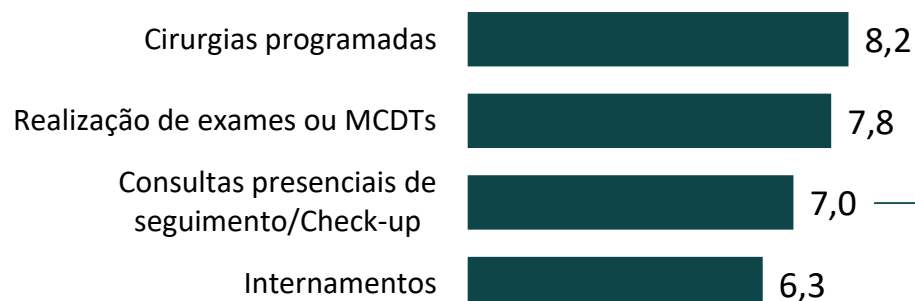 Cirurgias programadas 8,2
Realização de exames ou MCDTs 7,8
Consultas presenciais de
seguimento/Check-up 7,0
Internamentos 6,3